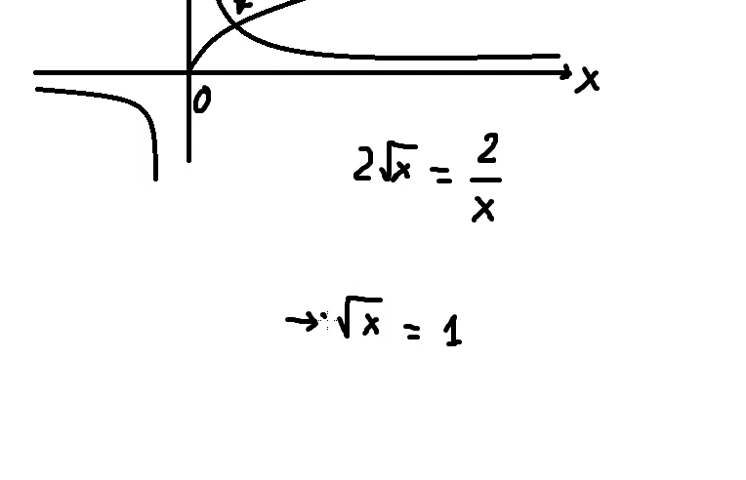 x
0
2√x = 2/x
→ √x = 1